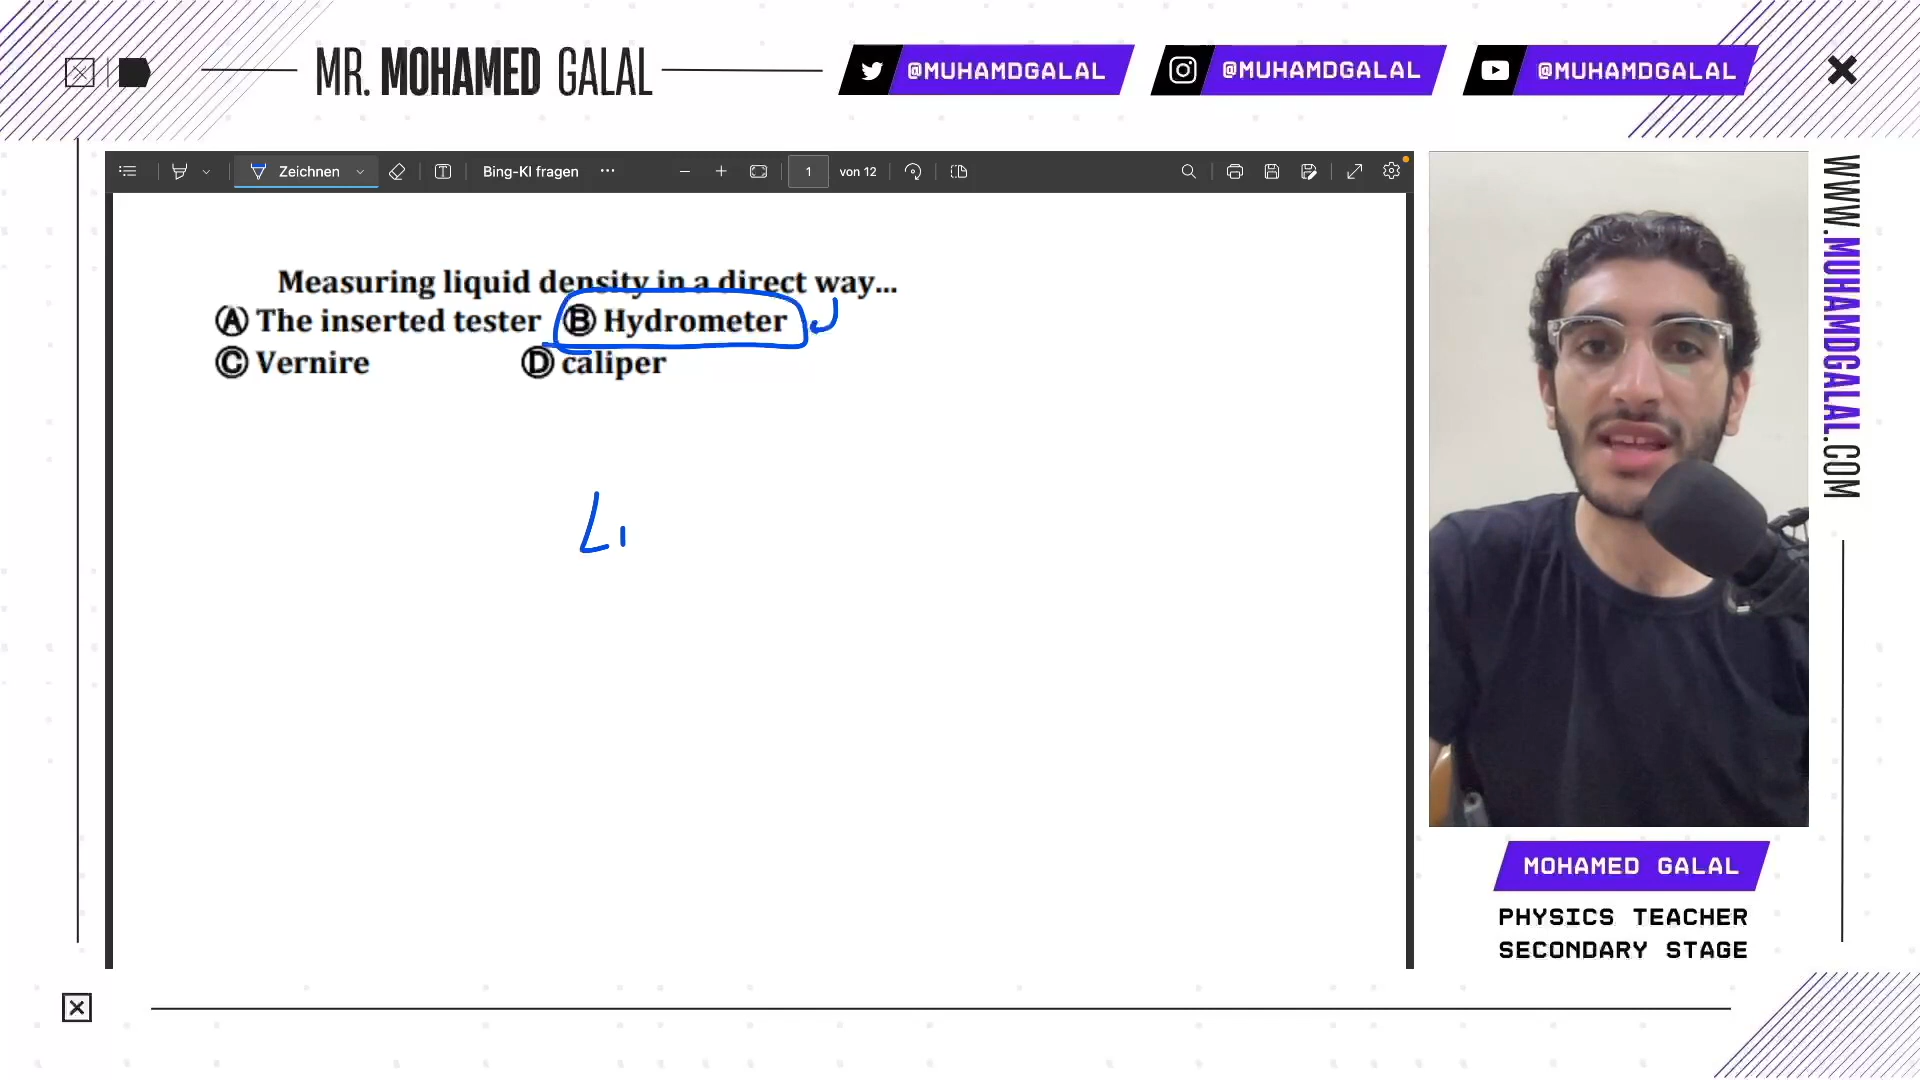 MR. MOHAMED GALAL
@MUHAMDGALAL
@MUHAMDGALAL
@MUHAMDGALAL
Zeichnen
Bing-KI fragen
1 von 12
Measuring liquid density in a direct way...
Ⓐ The inserted tester Ⓑ Hydrometer
Ⓒ Vernire Ⓓ caliper
Li
WWW.MUHAMDGALAL.COM
MOHAMED GALAL
PHYSICS TEACHER
SECONDARY STAGE